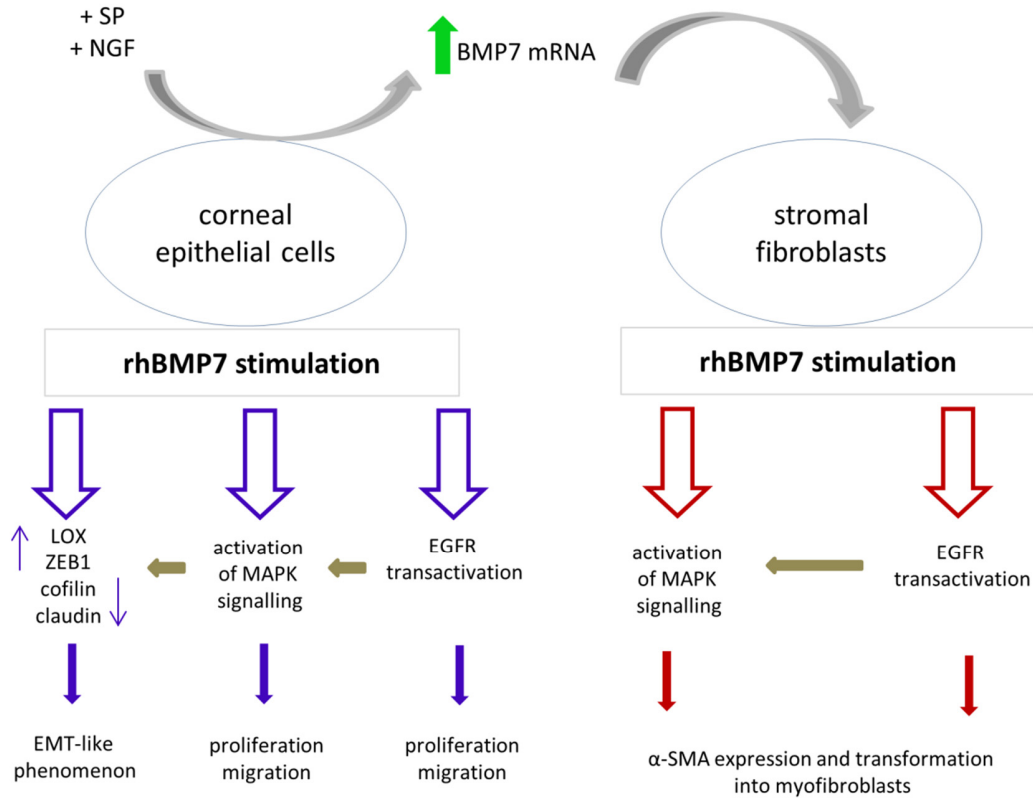 + SP
+ NGF
BMP7 mRNA
corneal
epithelial cells
stromal
fibroblasts
rhBMP7 stimulation
rhBMP7 stimulation
LOX
ZEB1
cofilin
claudin
activation
of MAPK
signalling
EGFR
transactivation
activation
of MAPK
signalling
EGFR
transactivation
EMT-like
phenomenon
proliferation
migration
proliferation
migration
α-SMA expression and transformation
into myofibroblasts